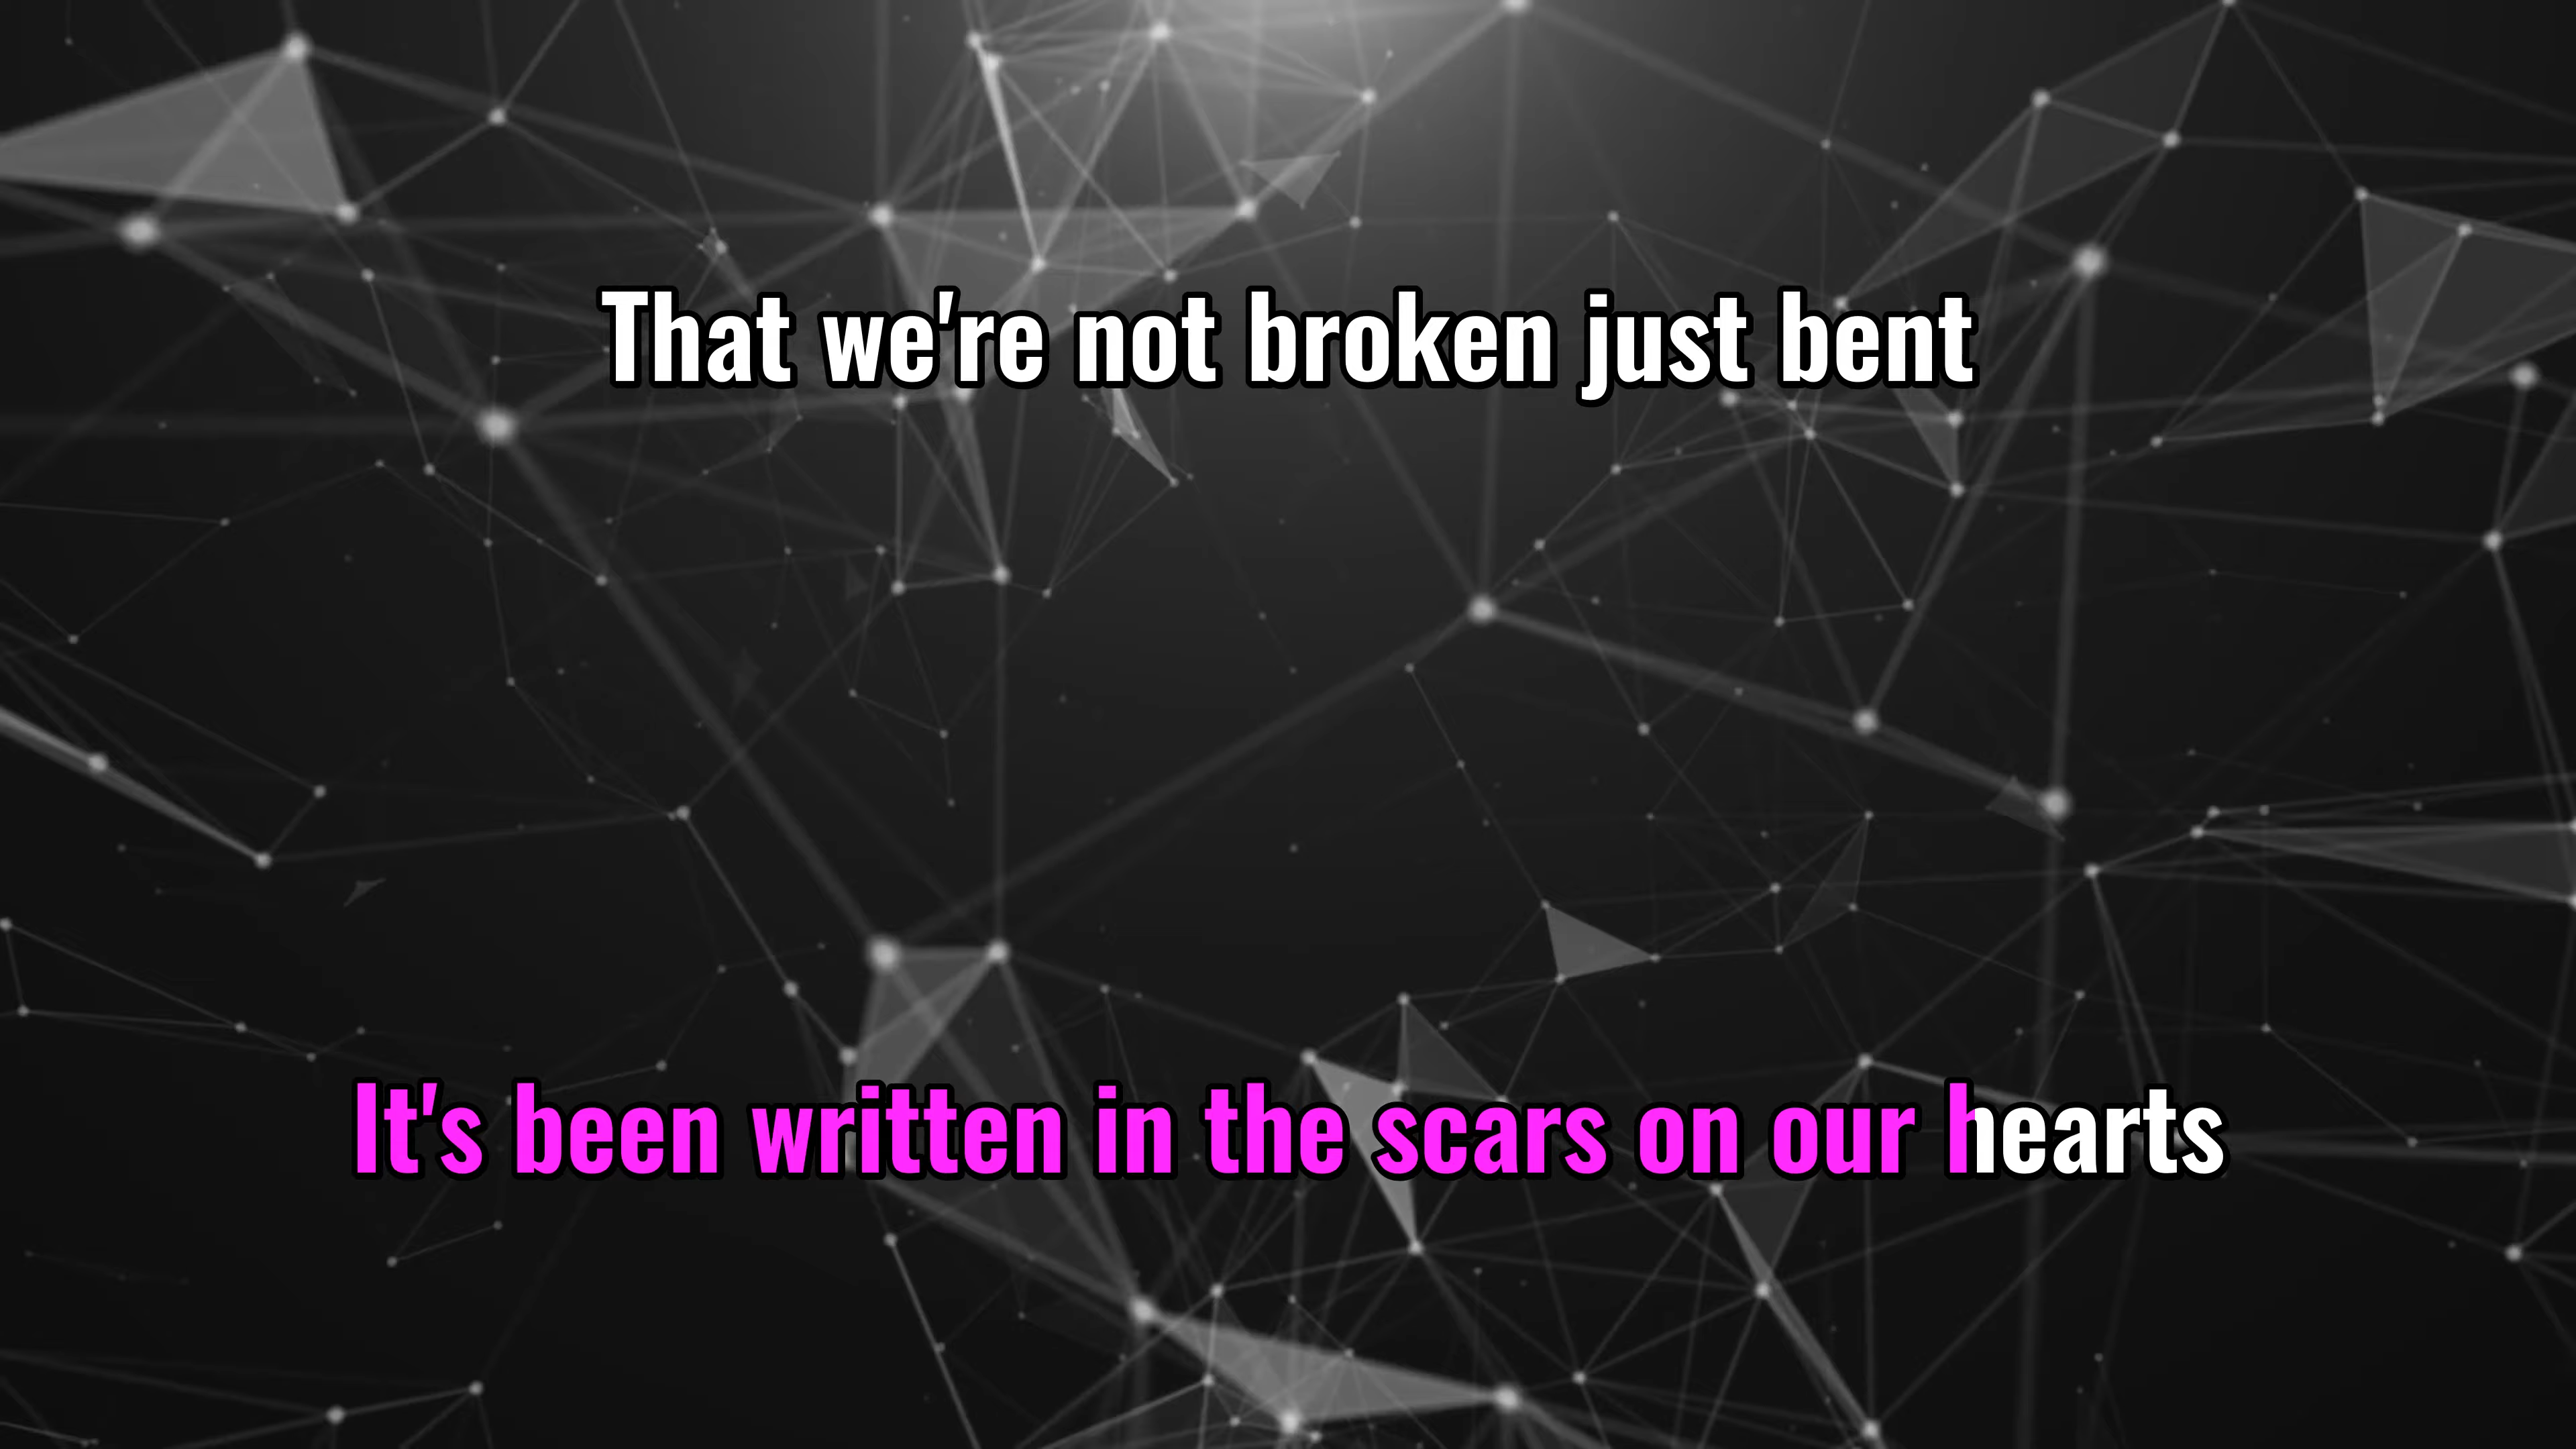 That we're not broken just bent
It's been written in the scars on our hearts